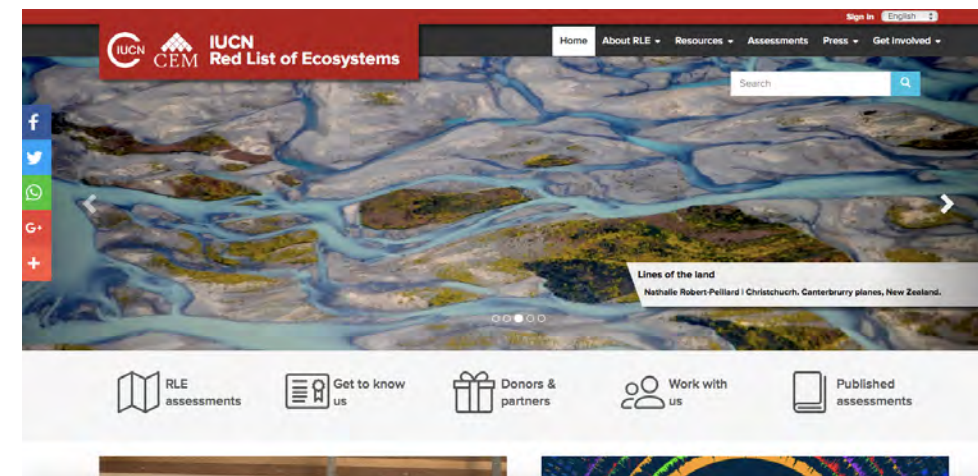 Sign in English
IUCN CEM IUCN
Red List of Ecosystems
Home About RLE Resources Assessments Press Get involved
Search
f
G+
+
Lines of the land
Nathalie Robert-Peillard | Christchucrh. Canterbrurry planes, New Zealand.
RLE
assessments
Get to know
us
Donors &
partners
Work with
us
Published
assessments